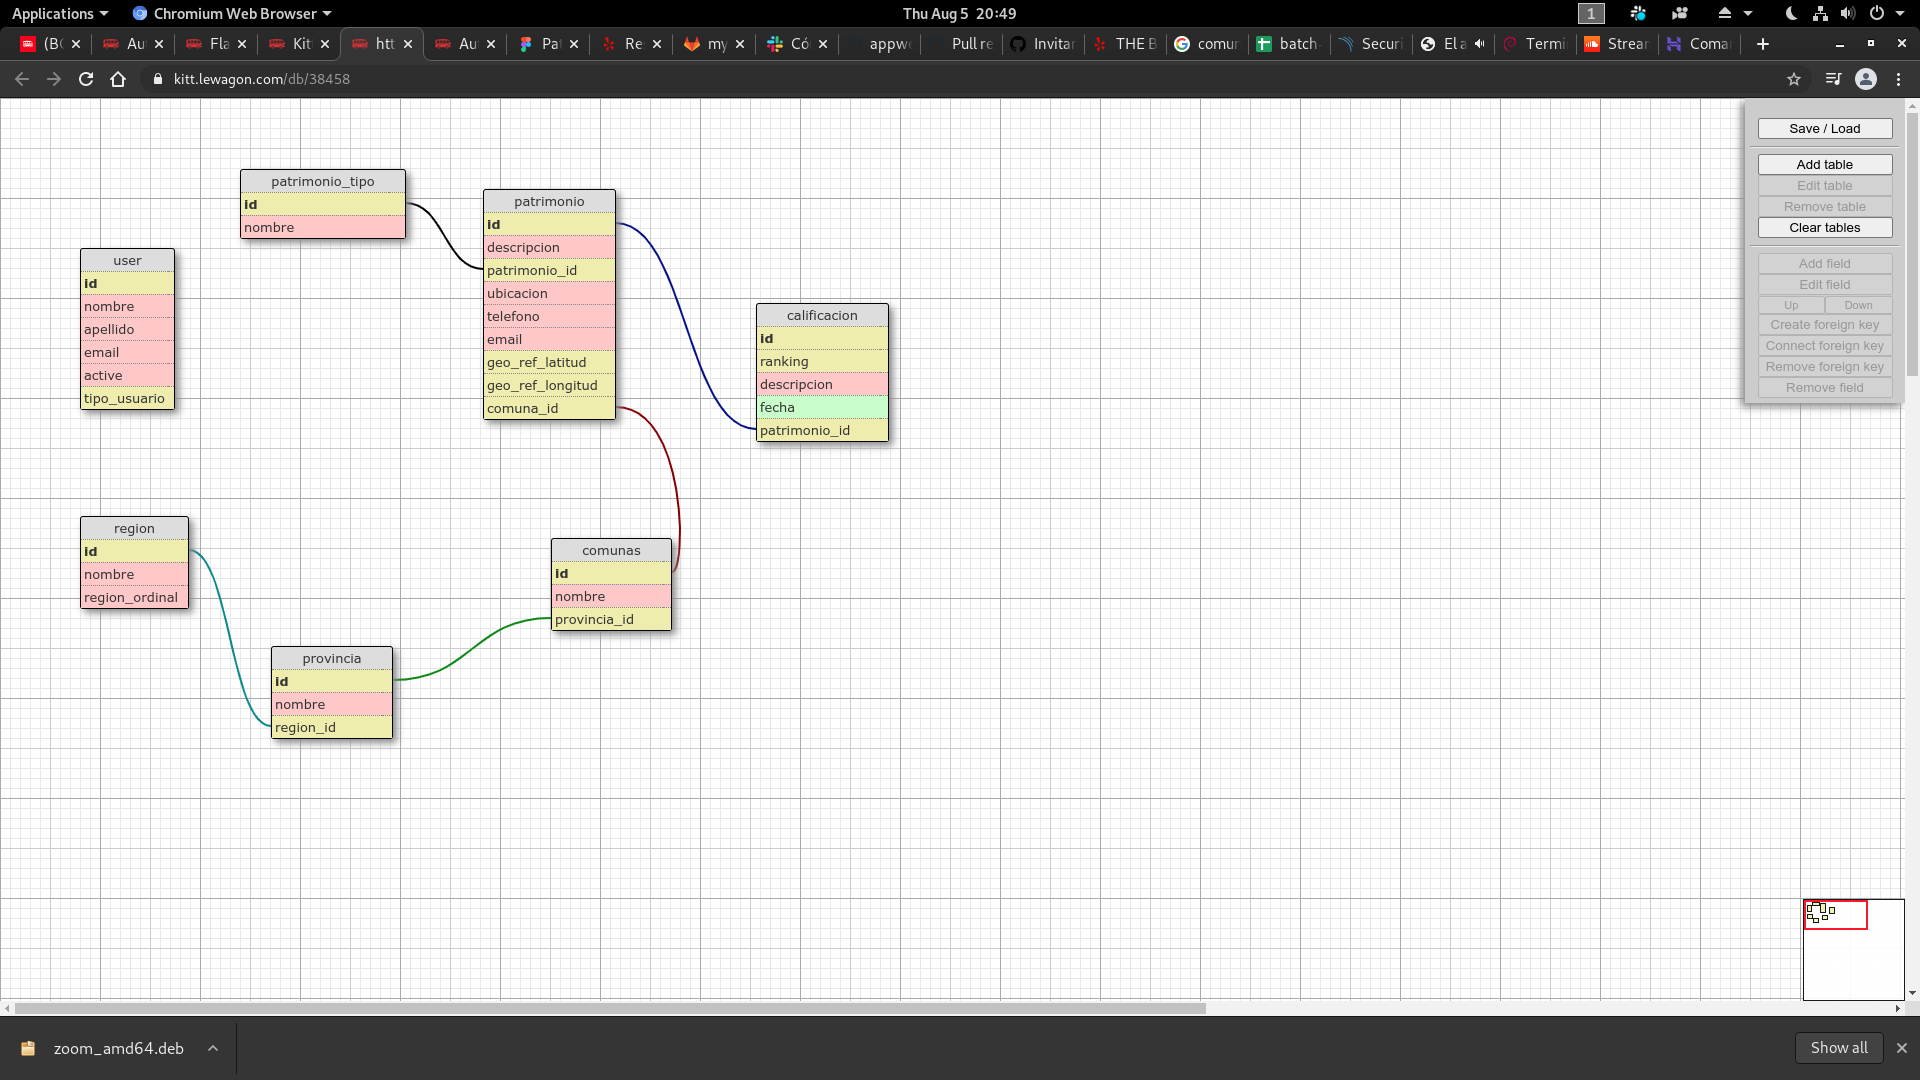 Applications
Chromium Web Browser
Thu Aug 5 20:49
1
(BC
Au
Fla
Kitt
htt
Au
Pat
Re
my
Có
appw
Pull re
Invitar
THE B
comur
batch-
Securi
El a
Termi
Strear
Comar
kitt.lewagon.com/db/38458
Save / Load
Add table
Edit table
Remove table
Clear tables
Add field
Edit field
Up Down
Create foreign key
Connect foreign key
Remove foreign key
Remove field
patrimonio_tipo
id
nombre
patrimonio
id
descripcion
patrimonio_id
ubicacion
telefono
email
geo_ref_latitud
geo_ref_longitud
comuna_id
user
id
nombre
apellido
email
active
tipo_usuario
calificacion
id
ranking
descripcion
fecha
patrimonio_id
region
id
nombre
region_ordinal
comunas
id
nombre
provincia_id
provincia
id
nombre
region_id
zoom_amd64.deb
Show all